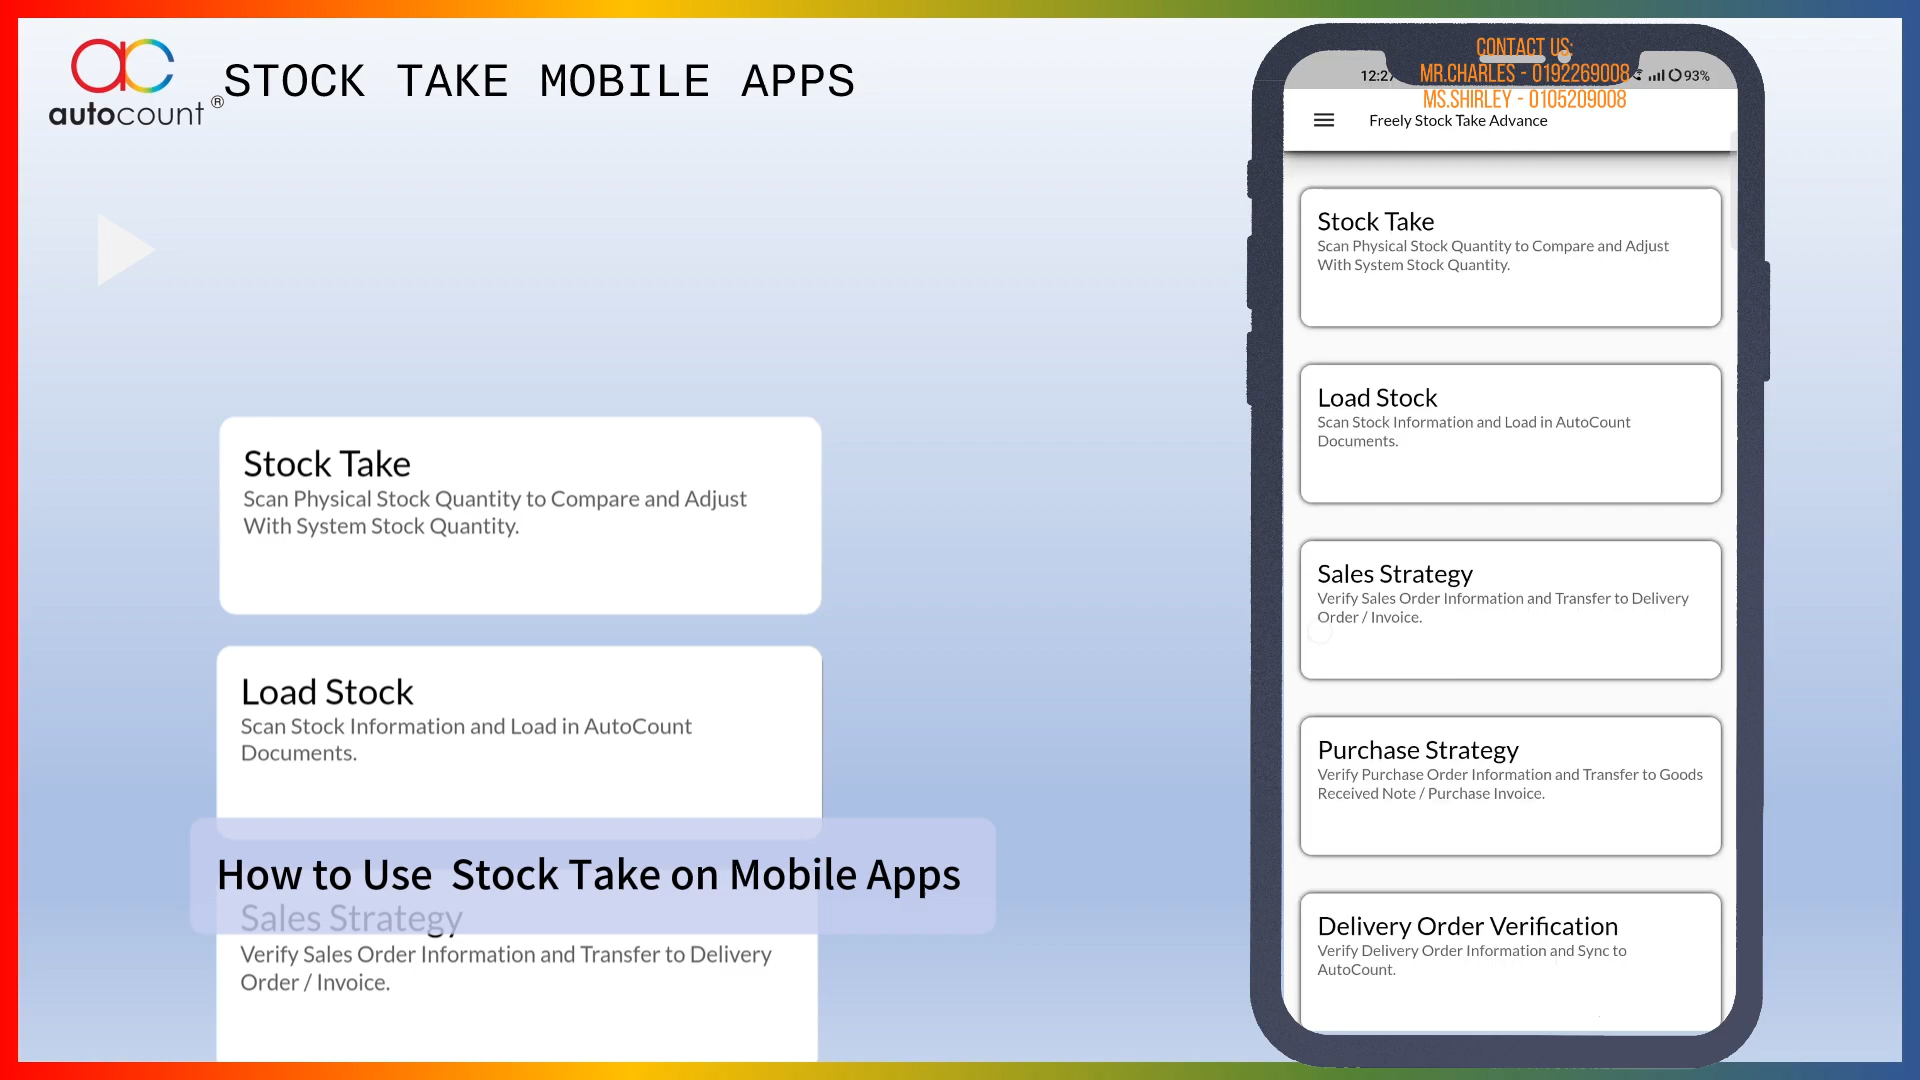 autocount®
STOCK TAKE MOBILE APPS
Stock Take
Scan Physical Stock Quantity to Compare and Adjust
With System Stock Quantity.
Load Stock
Scan Stock Information and Load in AutoCount
Documents.
How to Use Stock Take on Mobile Apps
Sales Strategy
Verify Sales Order Information and Transfer to Delivery
Order / Invoice.
CONTACT US:
MR.CHARLES - 0192269008
MS.SHIRLEY - 0105209008
12:27
93%
Freely Stock Take Advance
Stock Take
Scan Physical Stock Quantity to Compare and Adjust
With System Stock Quantity.
Load Stock
Scan Stock Information and Load in AutoCount
Documents.
Sales Strategy
Verify Sales Order Information and Transfer to Delivery
Order / Invoice.
Purchase Strategy
Verify Purchase Order Information and Transfer to Goods
Received Note / Purchase Invoice.
Delivery Order Verification
Verify Delivery Order Information and Sync to
AutoCount.